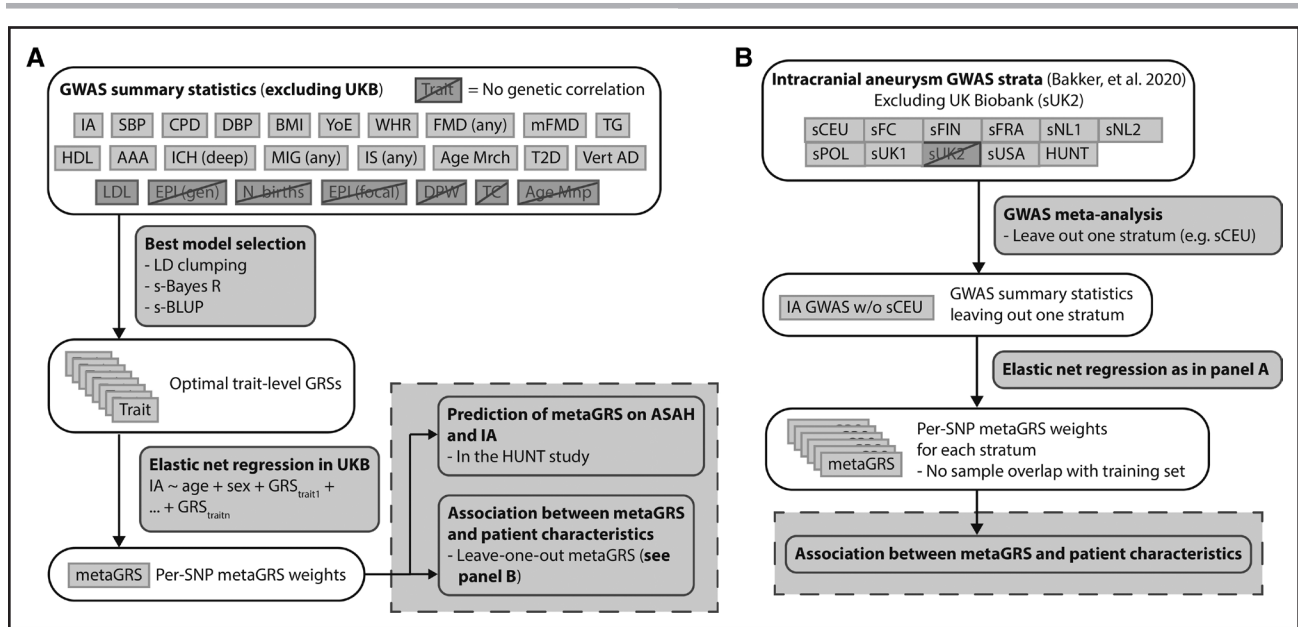 A
GWAS summary statistics (excluding UKB)
Trait = No genetic correlation
IA SBP CPD DBP BMI YoE WHR FMD (any) mFMD TG
HDL AAA ICH (deep) MIG (any) IS (any) Age Mrch T2D Vert AD
LDL EPI (gen) N. births EPI (focal) DPW TC Age Mnp
Best model selection
- LD clumping
- s-Bayes R
- s-BLUP
Optimal trait-level GRSs
Trait
Elastic net regression in UKB
IA ~ age + sex + GRStrait1 +
... + GRStraitn
metaGRS Per-SNP metaGRS weights
Prediction of metaGRS on ASAH
and IA
- In the HUNT study
Association between metaGRS
and patient characteristics
- Leave-one-out metaGRS (see
panel B)
B
Intracranial aneurysm GWAS strata (Bakker, et al. 2020)
Excluding UK Biobank (sUK2)
sCEU sFC sFIN sFRA sNL1 sNL2
sPOL sUK1 sUK2 sUSA HUNT
GWAS meta-analysis
- Leave out one stratum (e.g. sCEU)
IA GWAS w/o sCEU
GWAS summary statistics
leaving out one stratum
Elastic net regression as in panel A
Per-SNP metaGRS weights
for each stratum
- No sample overlap with training set
metaGRS
Association between metaGRS and patient characteristics